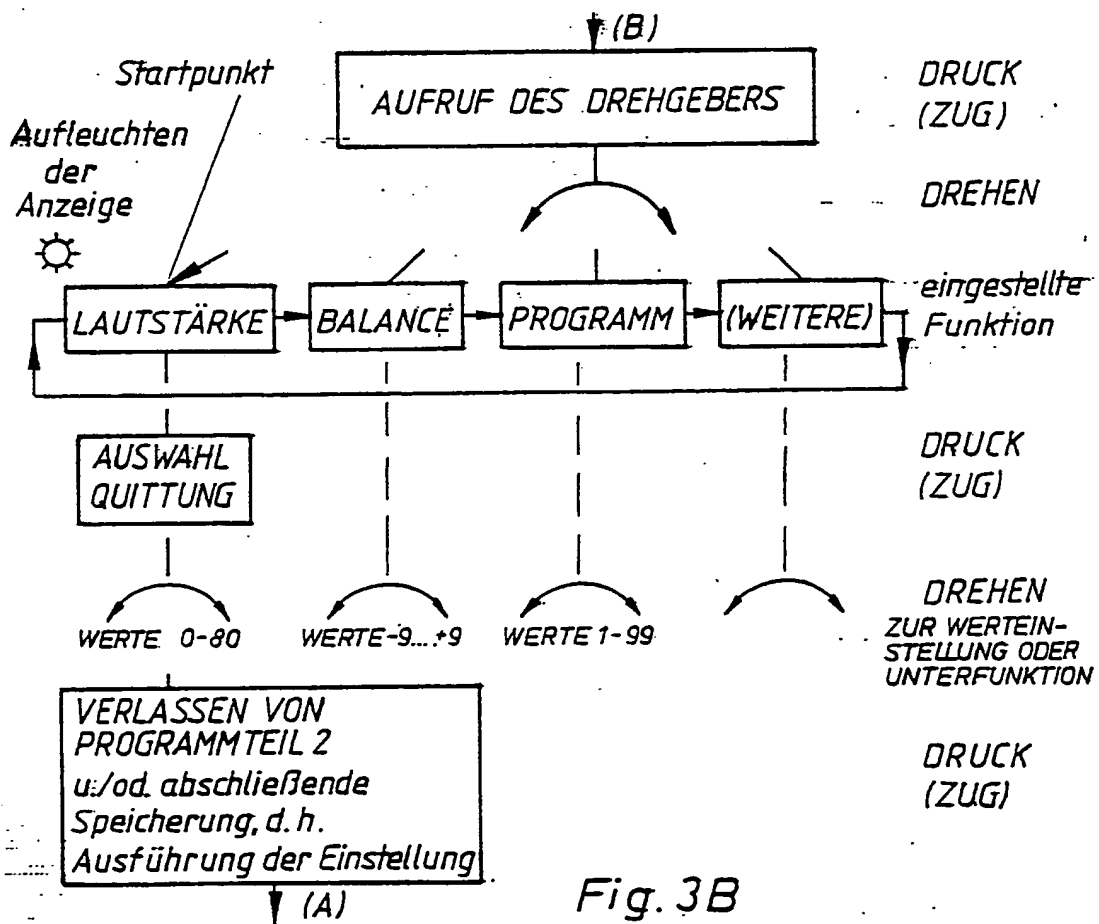 (B)
Startpunkt
AUFRUF DES DREHGEBERS
DRUCK
(ZUG)
Aufleuchten
der
Anzeige
DREHEN
LAUTSTÄRKE
BALANCE
PROGRAMM
(WEITERE)
eingestellte
Funktion
AUSWAHL
QUITTUNG
DRUCK
(ZUG)
WERTE 0-80
WERTE-9...+9
WERTE 1-99
DREHEN
ZUR WERTEIN-
STELLUNG ODER
UNTERFUNKTION
VERLASSEN VON
PROGRAMMTEIL 2
u./od. abschließende
Speicherung, d.h.
Ausführung der Einstellung
DRUCK
(ZUG)
(A)
Fig. 3B